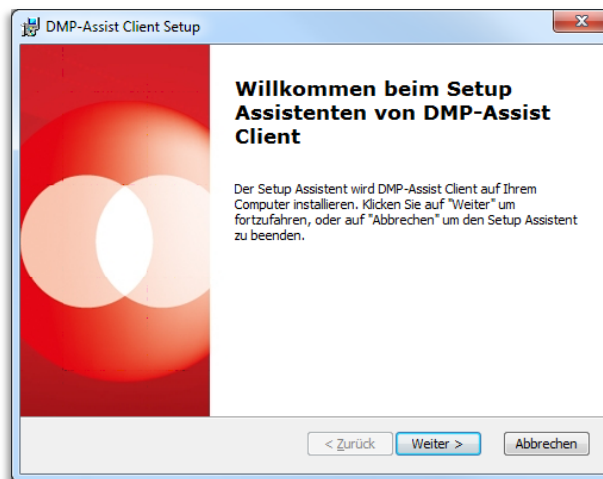 DMP-Assist Client Setup
Willkommen beim Setup
Assistenten von DMP-Assist
Client
Der Setup Assistent wird DMP-Assist Client auf Ihrem
Computer installieren. Klicken Sie auf "Weiter" um
fortzufahren, oder auf "Abbrechen" um den Setup Assistent
zu beenden.
< Zurück Weiter > Abbrechen